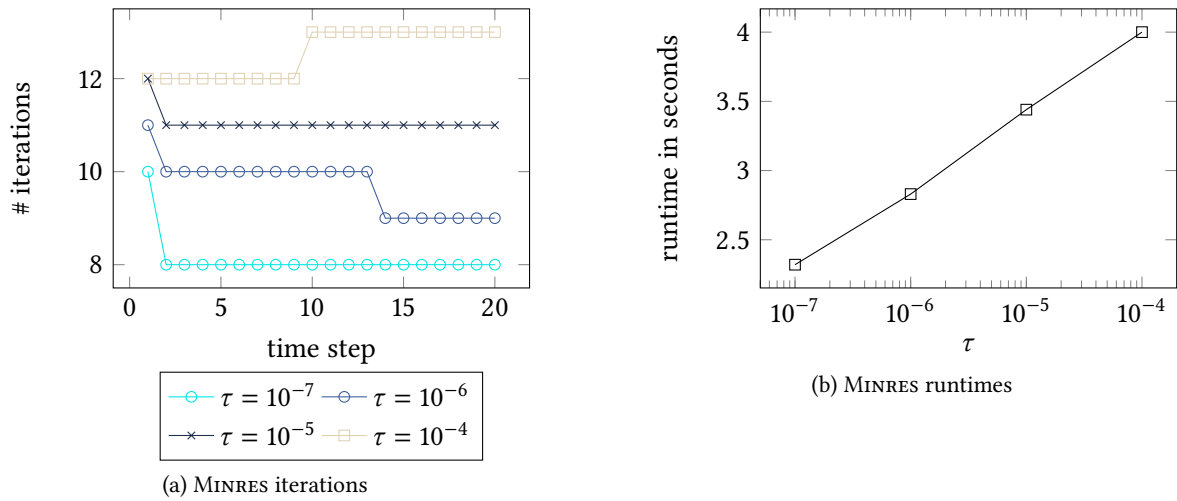 12
10
8
# iterations
0 5 10 15 20
time step
τ = 10⁻⁷ τ = 10⁻⁶
τ = 10⁻⁵ τ = 10⁻⁴
(a) MINRES iterations
4
3.5
3
2.5
runtime in seconds
10⁻⁷ 10⁻⁶ 10⁻⁵ 10⁻⁴
τ
(b) MINRES runtimes